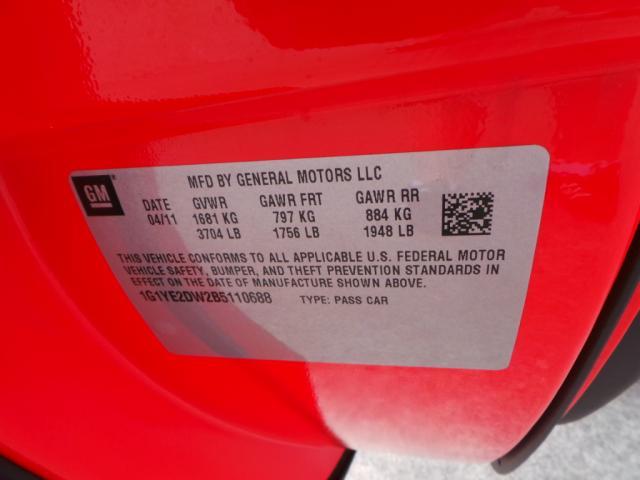 MFD BY GENERAL MOTORS LLC
GM
DATE GVWR GAWR FRT GAWR RR
04/11 1681 KG 797 KG 884 KG
3704 LB 1756 LB 1948 LB
THIS VEHICLE CONFORMS TO ALL APPLICABLE U.S. FEDERAL MOTOR
VEHICLE SAFETY, BUMPER, AND THEFT PREVENTION STANDARDS IN
EFFECT ON THE DATE OF MANUFACTURE SHOWN ABOVE.
1G1YE2DW2B5110688 TYPE: PASS CAR